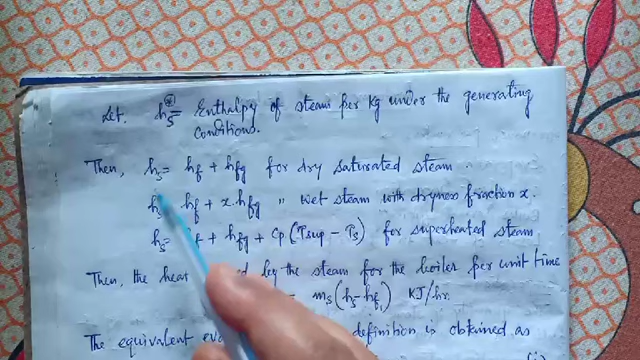 Let. hs = Enthalpy of steam per kg under the generating
conditions.
Then, hs = hf + hfg for dry saturated steam
hs hf + x.hfg " wet steam with dryness fraction x.
hs = hf + hfg + Cp (Tsup - Ts) for superheated steam
Then, the heat by the steam for the boiler per unit time
= ms (hs - hf1) KJ/hr.
The equivalent definition is obtained as